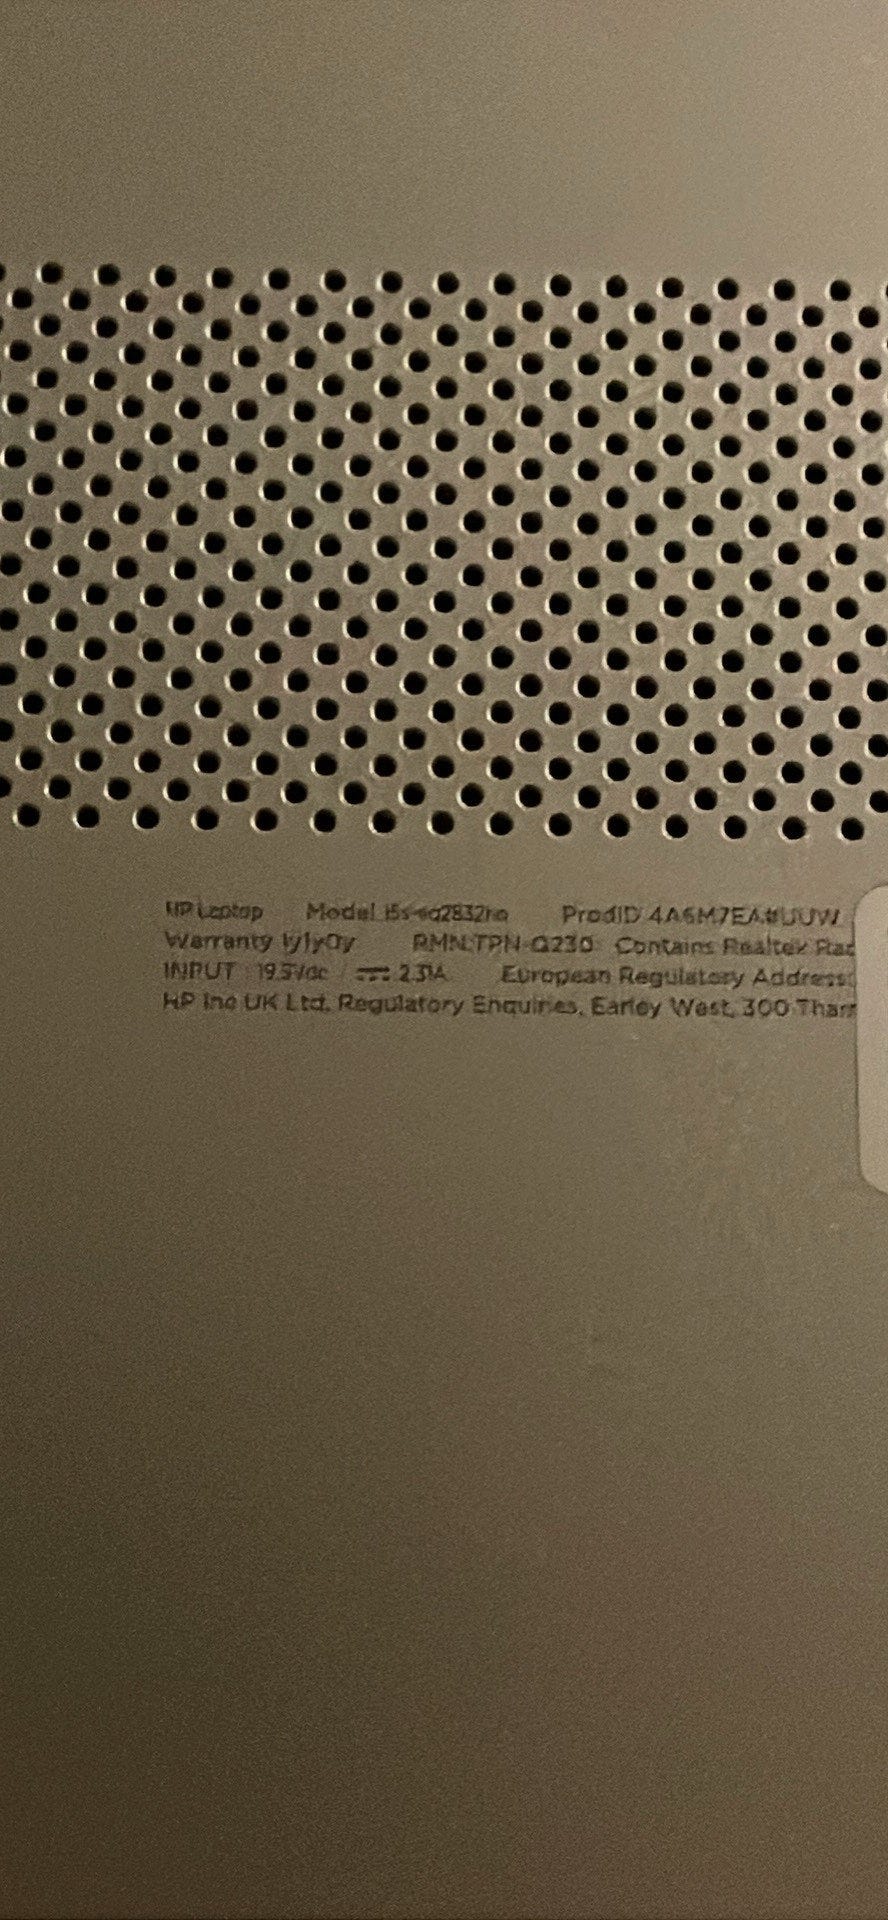 HP Laptop Model 15s-eq2832no ProdID 4A6M7EA#UUW
Warranty 1y1y0y RMN:TPN-Q230 Contains Realtek
INPUT 19.5Vdc ⎓ 2.31A European Regulatory Address:
HP Inc UK Ltd, Regulatory Enquiries, Earley West, 300